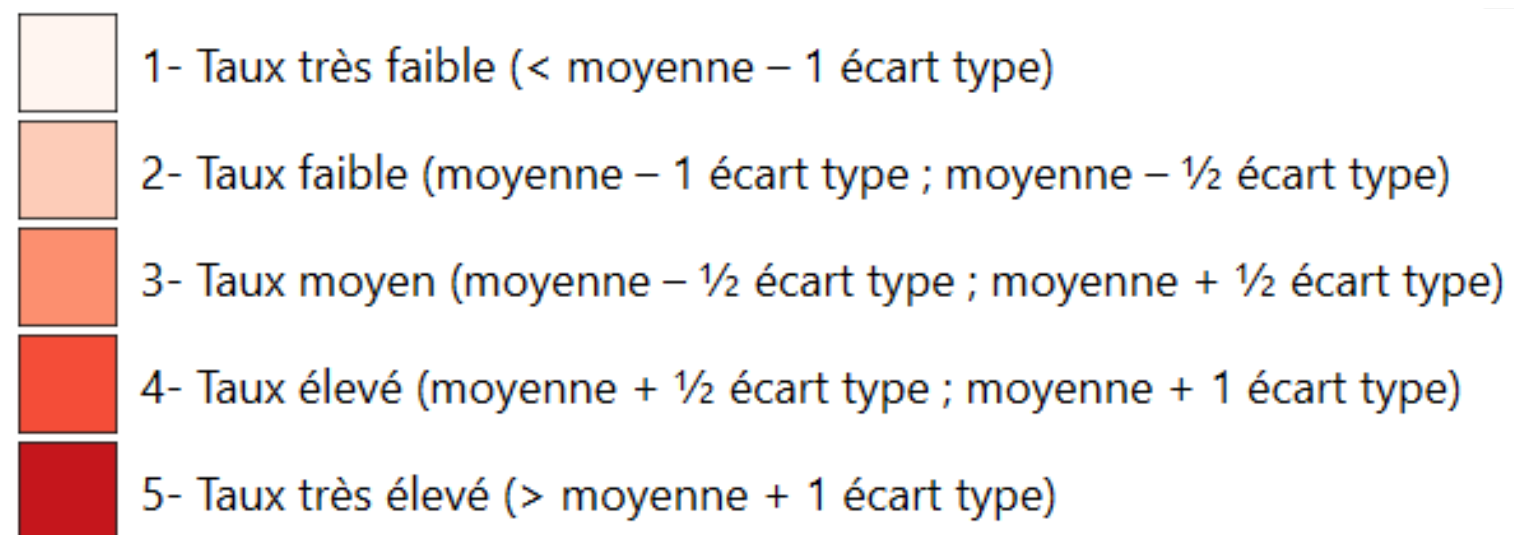 1- Taux très faible (< moyenne – 1 écart type)
2- Taux faible (moyenne – 1 écart type ; moyenne – ½ écart type)
3- Taux moyen (moyenne – ½ écart type ; moyenne + ½ écart type)
4- Taux élevé (moyenne + ½ écart type ; moyenne + 1 écart type)
5- Taux très élevé (> moyenne + 1 écart type)